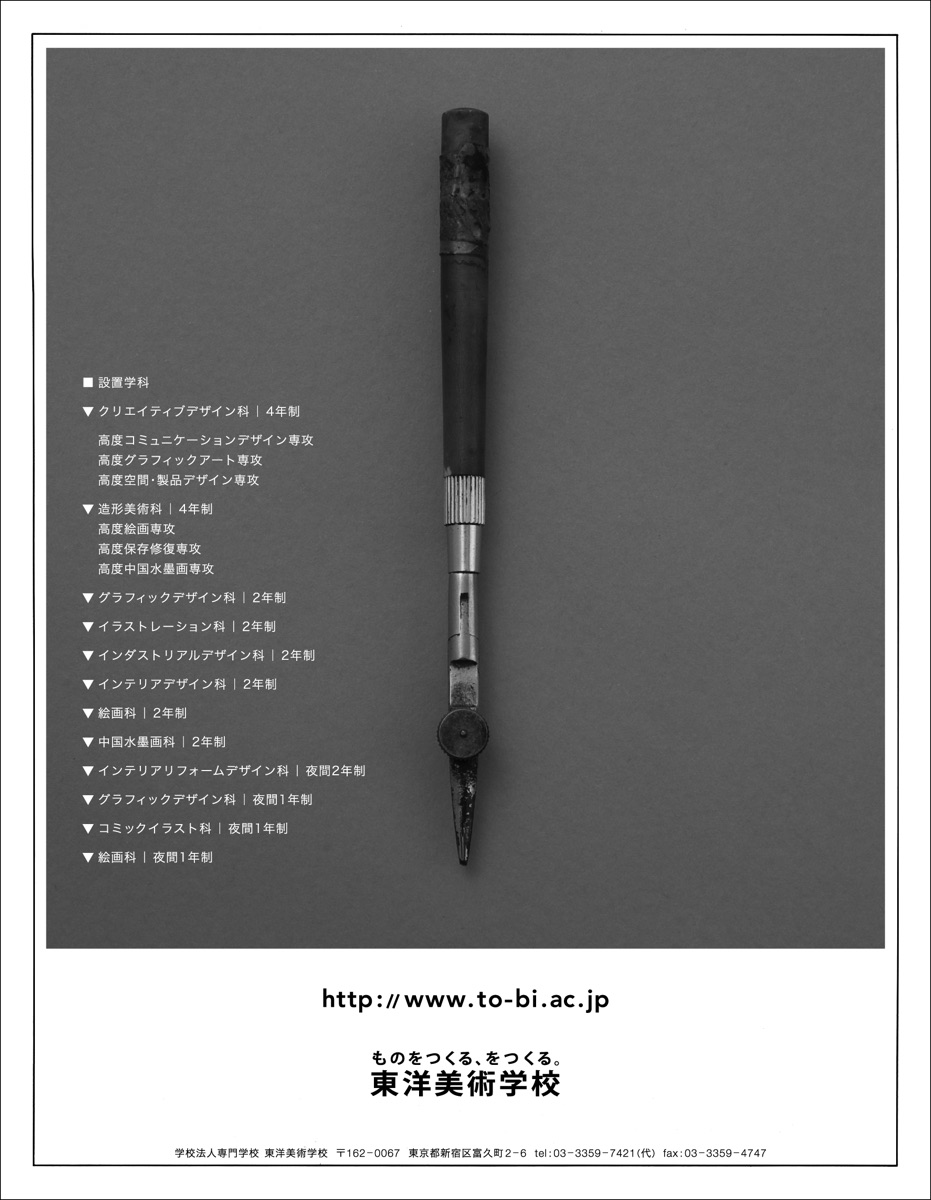 ■ 設置学科
▼ クリエイティブデザイン科｜4年制
高度コミュニケーションデザイン専攻
高度グラフィックアート専攻
高度空間・製品デザイン専攻
▼ 造形美術科｜4年制
高度絵画専攻
高度保存修復専攻
高度中国水墨画専攻
▼ グラフィックデザイン科｜2年制
▼ イラストレーション科｜2年制
▼ インダストリアルデザイン科｜2年制
▼ インテリアデザイン科｜2年制
▼ 絵画科｜2年制
▼ 中国水墨画科｜2年制
▼ インテリアリフォームデザイン科｜夜間2年制
▼ グラフィックデザイン科｜夜間1年制
▼ コミックイラスト科｜夜間1年制
▼ 絵画科｜夜間1年制
http://www.to-bi.ac.jp
ものをつくる、をつくる。
東洋美術学校
学校法人専門学校 東洋美術学校 〒162-0067 東京都新宿区富久町2-6 tel:03-3359-7421(代) fax:03-3359-4747